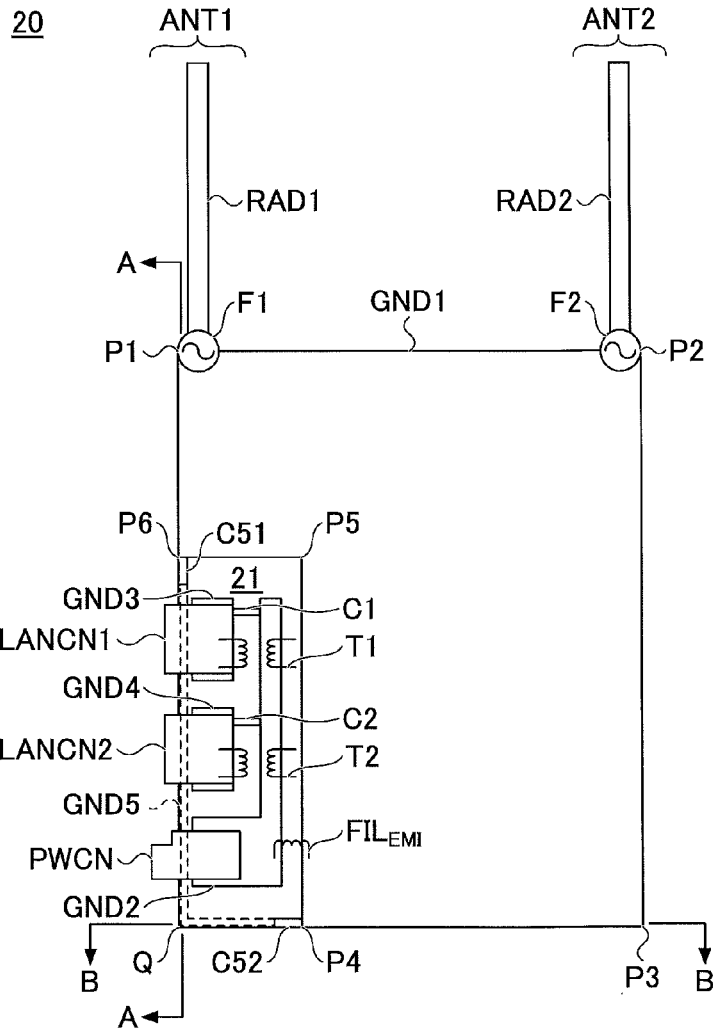 20
ANT1
ANT2
RAD1
RAD2
A
F1
GND1
F2
P1
P2
P6
C51
P5
GND3
21
C1
LANCN1
T1
GND4
C2
LANCN2
T2
GND5
FILEMI
PWCN
GND2
B
Q
C52
P4
P3
B
A